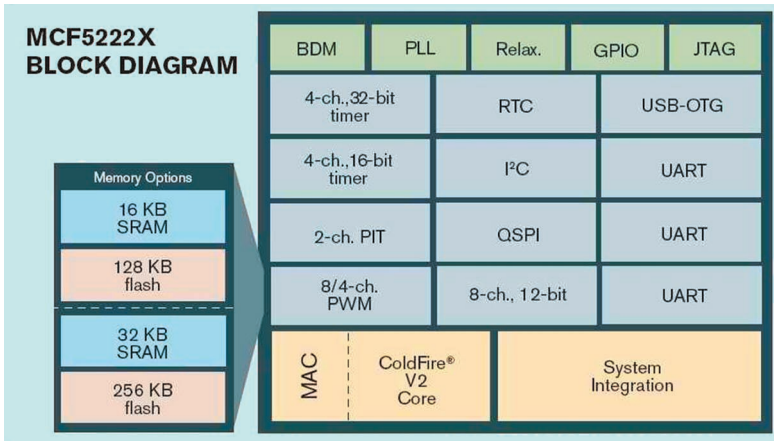 MCF5222X
BLOCK DIAGRAM
BDM
PLL
Relax.
GPIO
JTAG
4-ch.,32-bit
timer
RTC
USB-OTG
4-ch.,16-bit
timer
I²C
UART
2-ch. PIT
QSPI
UART
8/4-ch.
PWM
8-ch., 12-bit
UART
MAC
ColdFire®
V2
Core
System
Integration
Memory Options
16 KB
SRAM
128 KB
flash
32 KB
SRAM
256 KB
flash